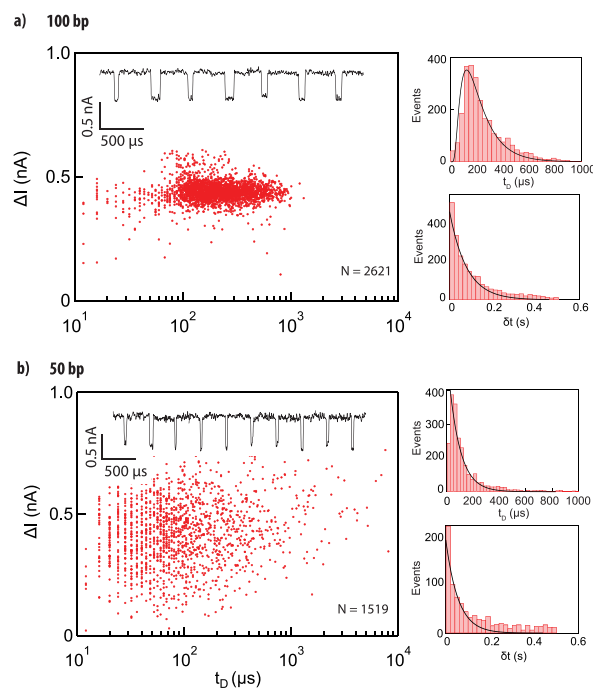 a) 100 bp
1.0
0.5
0
ΔI (nA)
0.5 nA
500 µs
N = 2621
10¹ 10² 10³ 10⁴
400
200
0
Events
0 200 400 600 800 1000
t_D (µs)
400
200
0
Events
0 0.2 0.4 0.6
δt (s)
b) 50 bp
1.0
0.5
0
ΔI (nA)
0.5 nA
500 µs
N = 1519
10¹ 10² 10³ 10⁴
t_D (µs)
400
300
200
100
0
Events
0 200 400 600 800 1000
t_D (µs)
200
100
0
Events
0 0.2 0.4 0.6
δt (s)